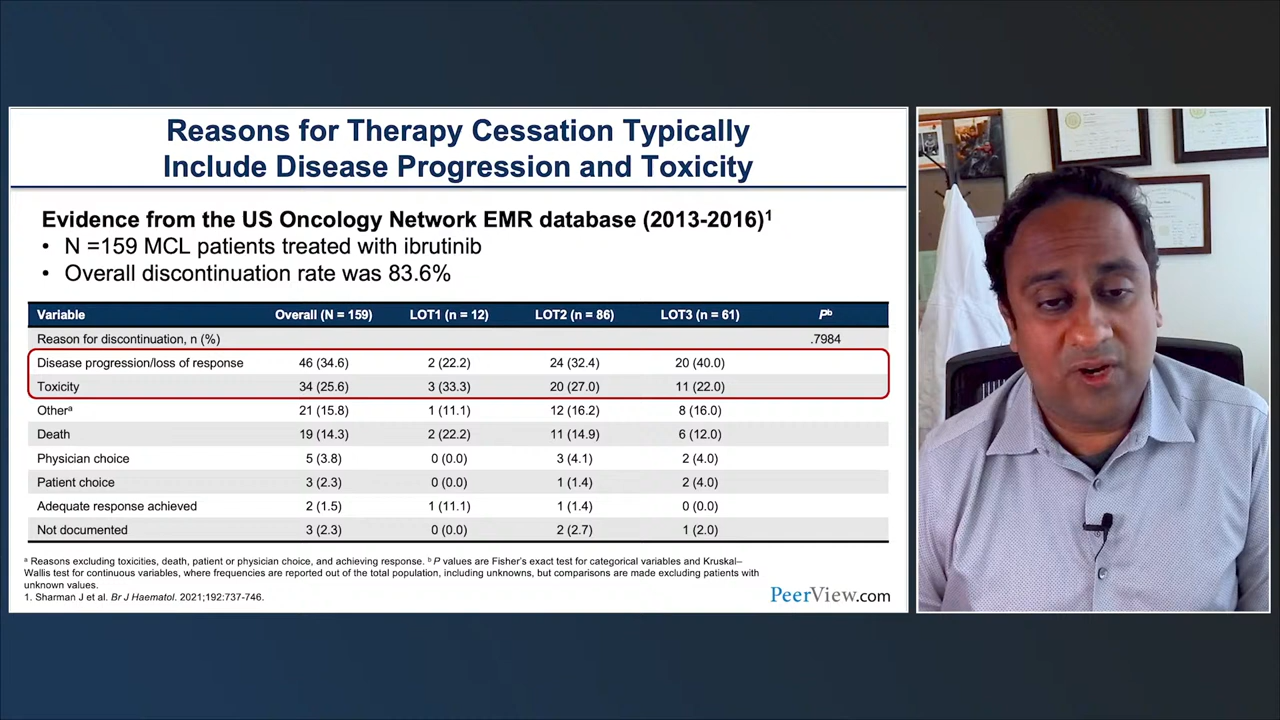 Reasons for Therapy Cessation Typically
Include Disease Progression and Toxicity
Evidence from the US Oncology Network EMR database (2013-2016)¹
• N =159 MCL patients treated with ibrutinib
• Overall discontinuation rate was 83.6%
Variable Overall (N = 159) LOT1 (n = 12) LOT2 (n = 86) LOT3 (n = 61) Pᵇ
Reason for discontinuation, n (%) .7984
Disease progression/loss of response 46 (34.6) 2 (22.2) 24 (32.4) 20 (40.0)
Toxicity 34 (25.6) 3 (33.3) 20 (27.0) 11 (22.0)
Otherᵃ 21 (15.8) 1 (11.1) 12 (16.2) 8 (16.0)
Death 19 (14.3) 2 (22.2) 11 (14.9) 6 (12.0)
Physician choice 5 (3.8) 0 (0.0) 3 (4.1) 2 (4.0)
Patient choice 3 (2.3) 0 (0.0) 1 (1.4) 2 (4.0)
Adequate response achieved 2 (1.5) 1 (11.1) 1 (1.4) 0 (0.0)
Not documented 3 (2.3) 0 (0.0) 2 (2.7) 1 (2.0)
ᵃ Reasons excluding toxicities, death, patient or physician choice, and achieving response. ᵇ P values are Fisher's exact test for categorical variables and Kruskal–
Wallis test for continuous variables, where frequencies are reported out of the total population, including unknowns, but comparisons are made excluding patients with
unknown values.
1. Sharman J et al. Br J Haematol. 2021;192:737-746.
PeerView.com